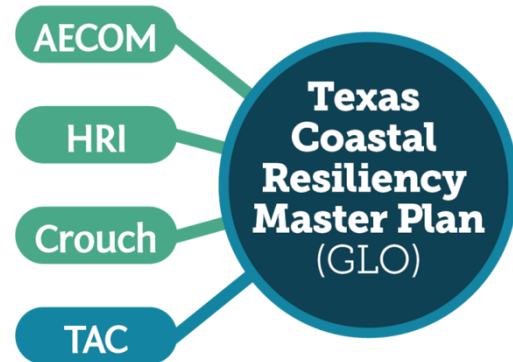 AECOM
HRI
Crouch
TAC
Texas
Coastal
Resiliency
Master Plan
(GLO)